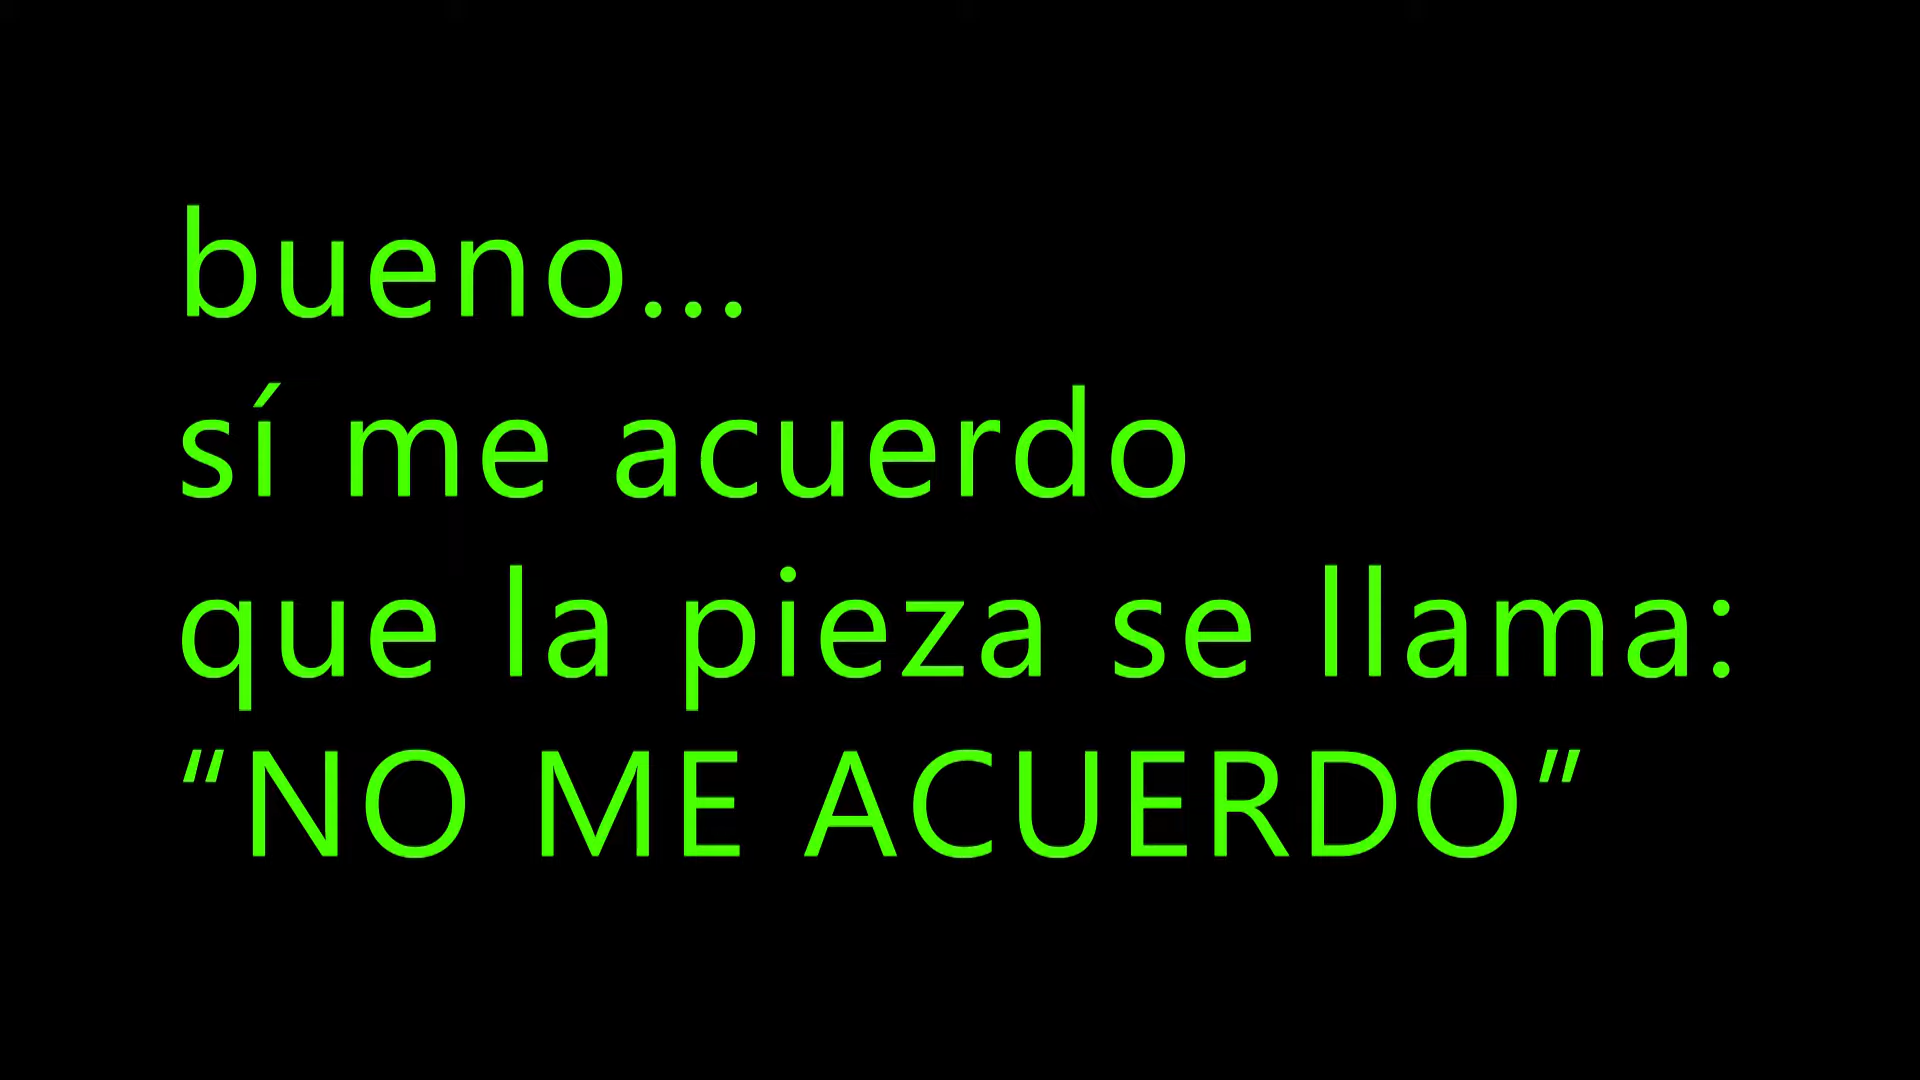 bueno...
sí me acuerdo
que la pieza se llama:
“NO ME ACUERDO”